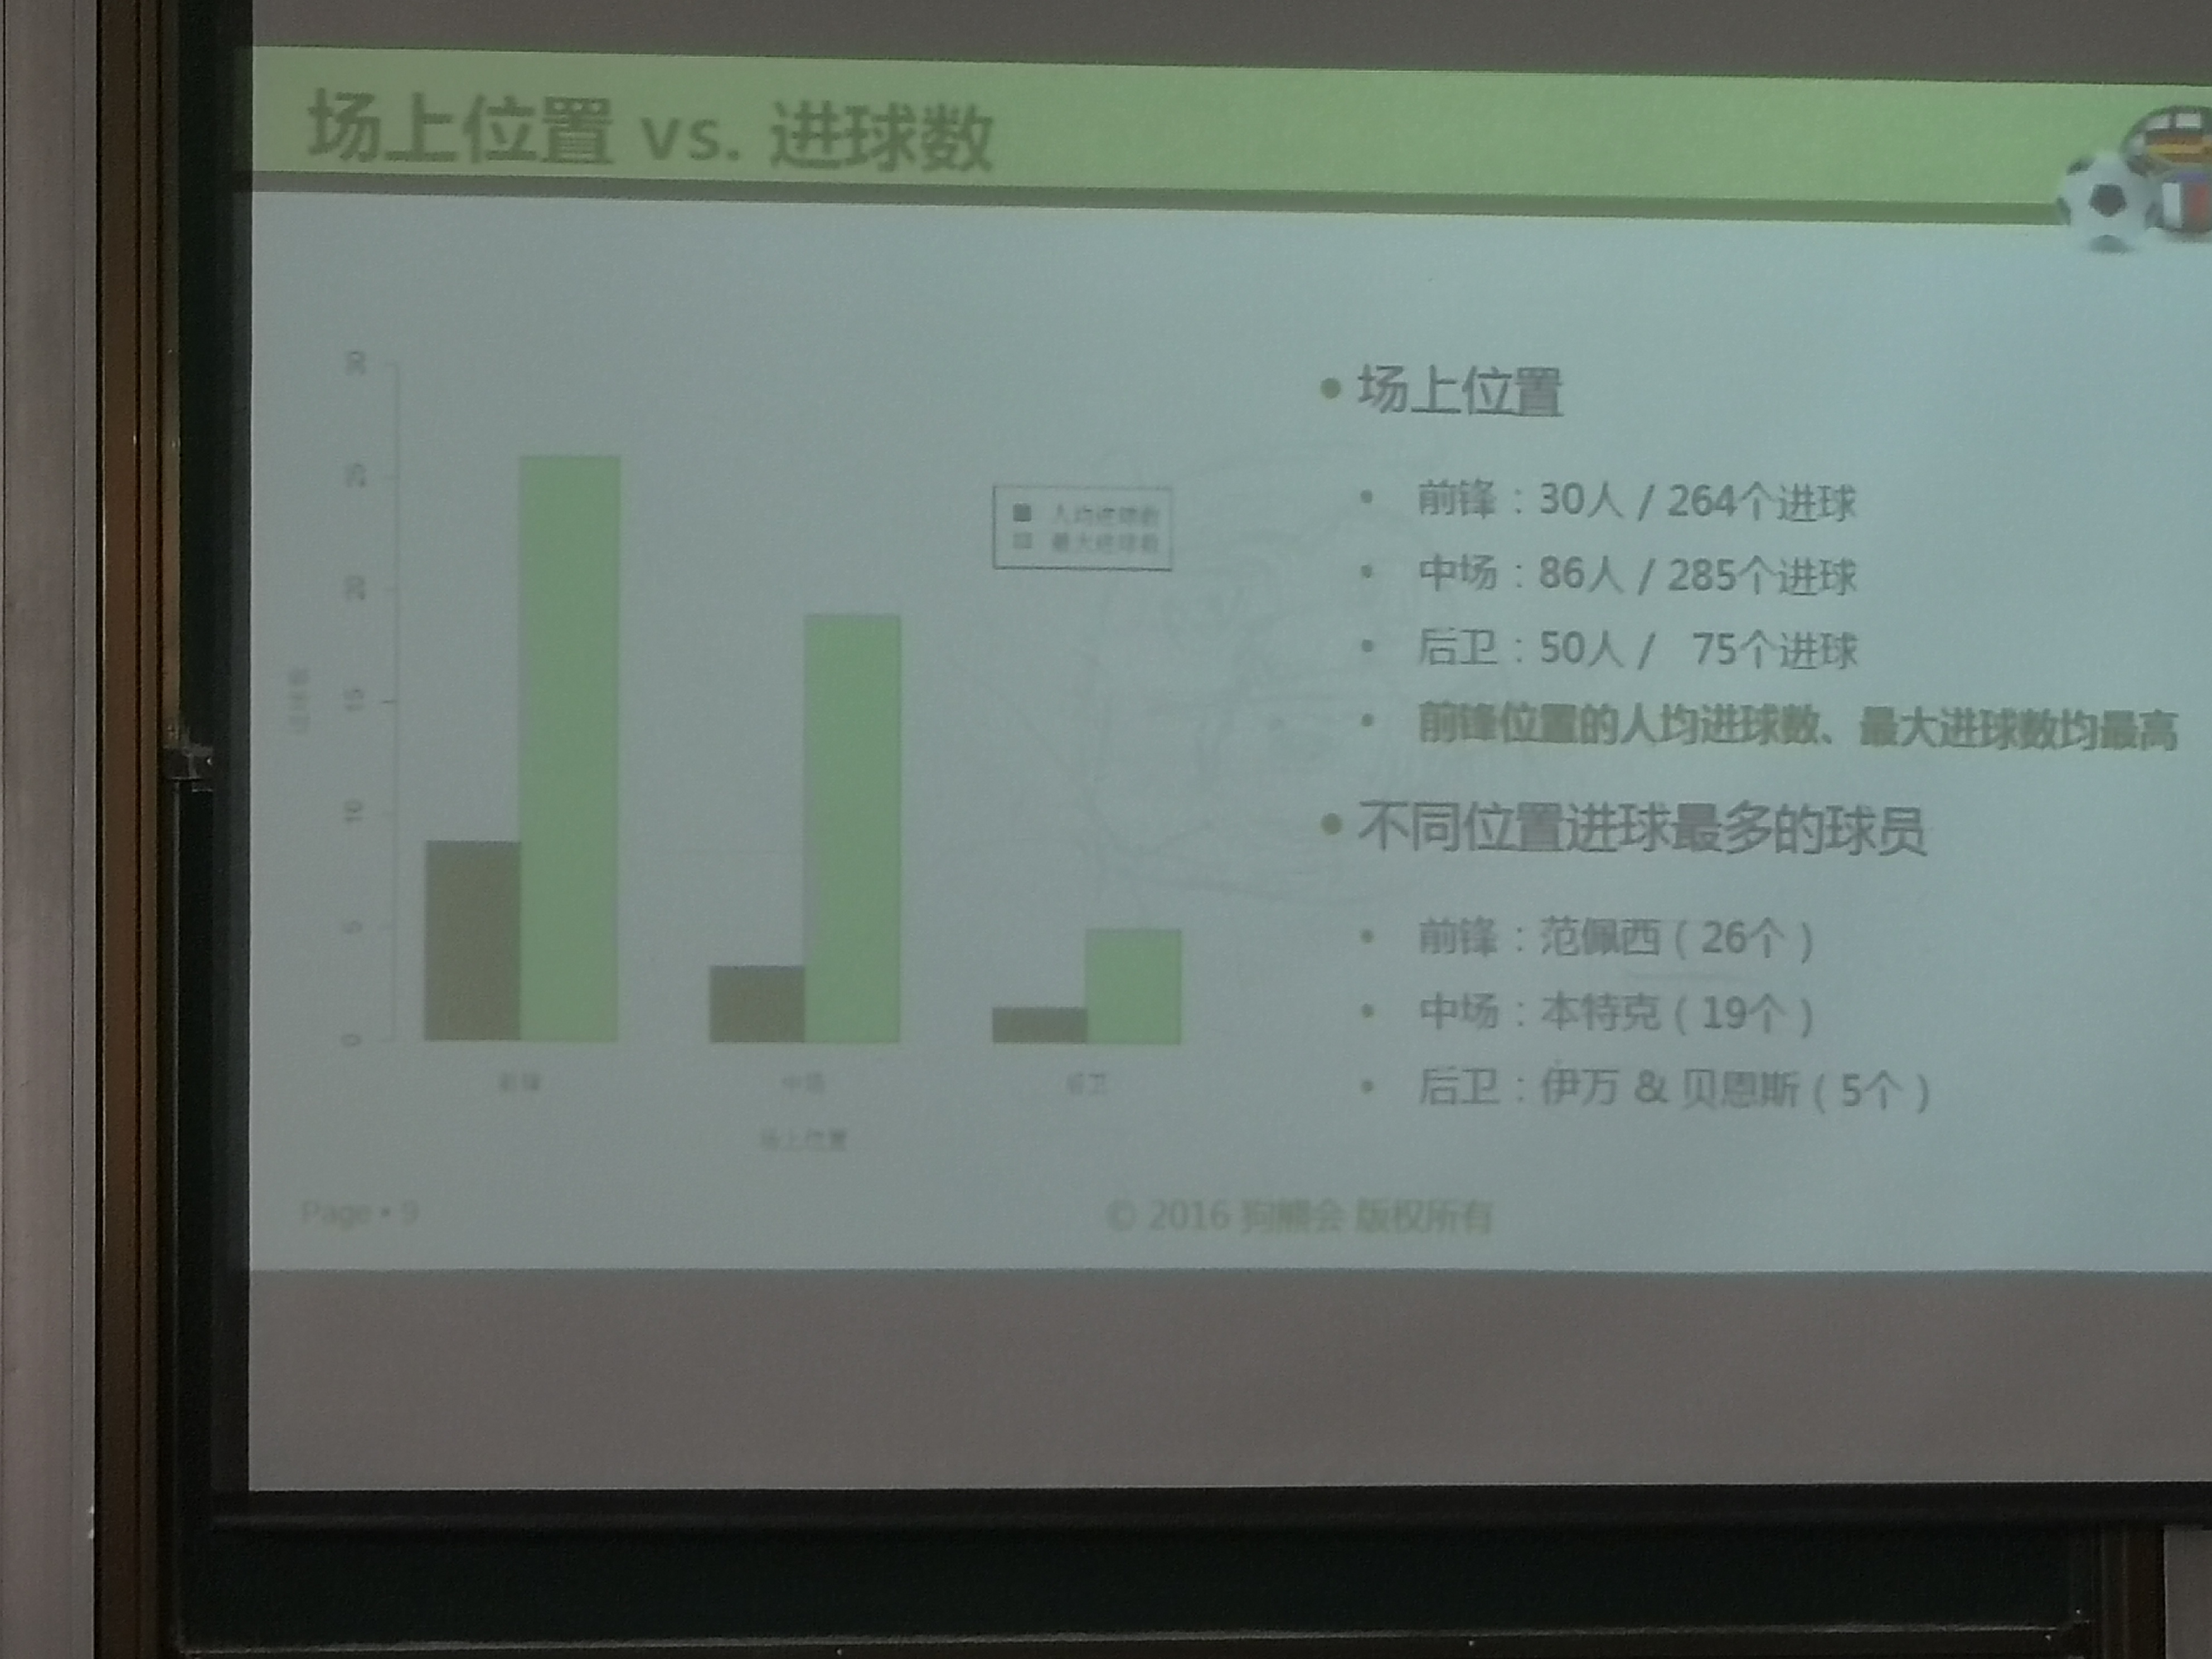 场上位置 vs. 进球数
30
25
20
15
10
5
0
进球数
人均进球数
最大进球数
前锋
中场
后卫
场上位置
• 场上位置
• 前锋：30人 / 264个进球
• 中场：86人 / 285个进球
• 后卫：50人 / 75个进球
• 前锋位置的人均进球数、最大进球数均最高
• 不同位置进球最多的球员
• 前锋：范佩西（26个）
• 中场：本特克（19个）
• 后卫：伊万 & 贝恩斯（5个）
Page • 9
© 2016 狗熊会 版权所有